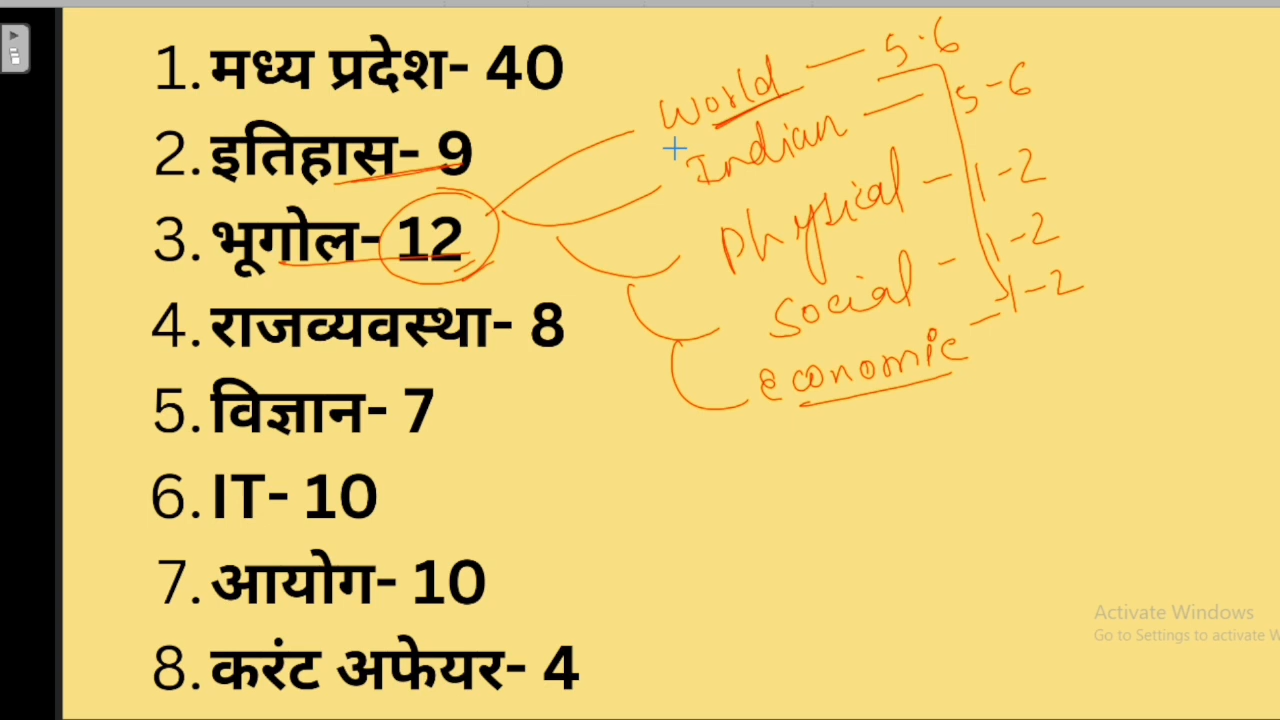 1. मध्य प्रदेश- 40
2. इतिहास- 9
3. भूगोल- 12
4. राजव्यवस्था- 8
5. विज्ञान- 7
6. IT- 10
7. आयोग- 10
8. करंट अफेयर- 4
World — 5-6
Indian — 5-6
Physical - 1-2
Social - 1-2
economic - 1-2
Activate Windows
Go to Settings to activate W